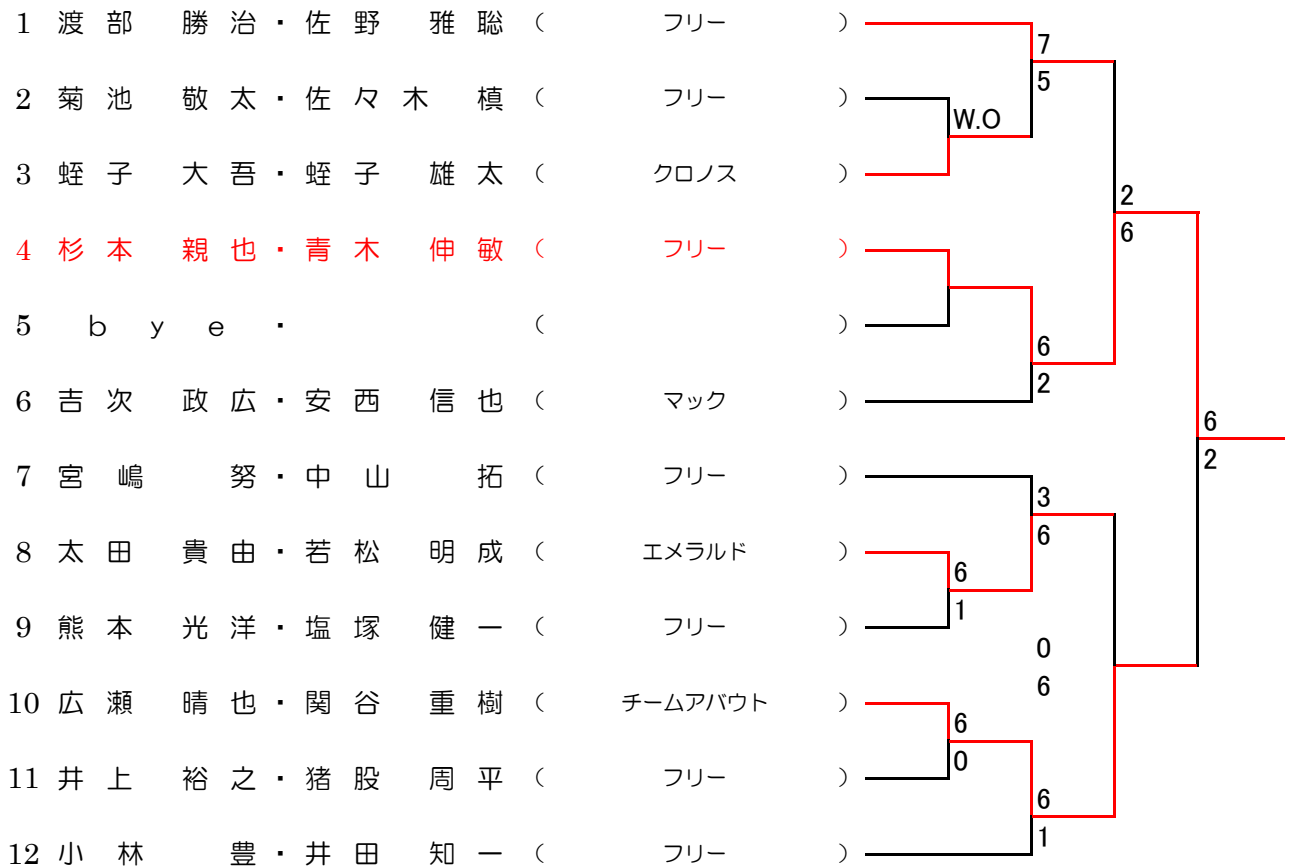 1 渡部 勝治・佐野 雅聡 ( フリー )
7
5
2 菊池 敬太・佐々木 槙 ( フリー )
W.O
3 蛭子 大吾・蛭子 雄太 ( クロノス )
2
6
4 杉本 親也・青木 伸敏 ( フリー )
5 bye・ ( )
6
2
6 吉次 政広・安西 信也 ( マック )
6
2
7 宮嶋 努・中山 拓 ( フリー )
3
6
8 太田 貴由・若松 明成 ( エメラルド )
6
1
9 熊本 光洋・塩塚 健一 ( フリー )
0
6
10 広瀬 晴也・関谷 重樹 ( チームアバウト )
6
0
11 井上 裕之・猪股 周平 ( フリー )
6
1
12 小林 豊・井田 知一 ( フリー )